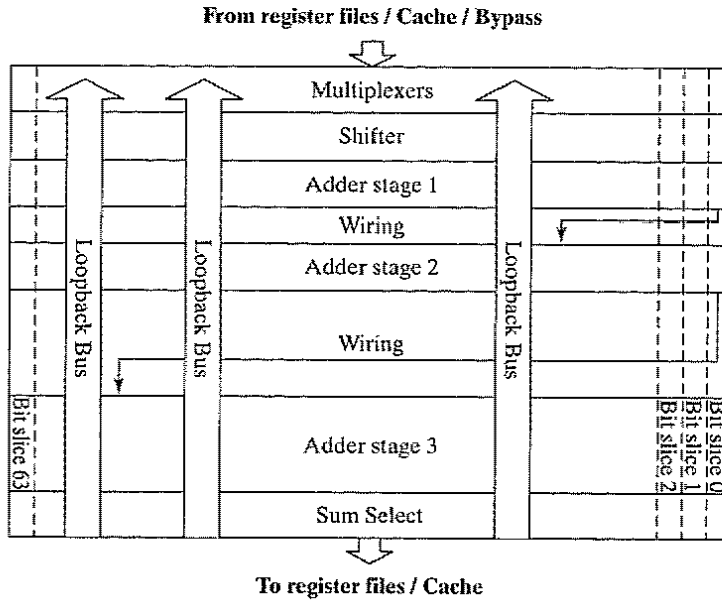 From register files / Cache / Bypass
Multiplexers
Shifter
Adder stage 1
Wiring
Adder stage 2
Wiring
Adder stage 3
Sum Select
Loopback Bus
Loopback Bus
Loopback Bus
Bit slice 63
Bit slice 2
Bit slice 1
Bit slice 0
To register files / Cache